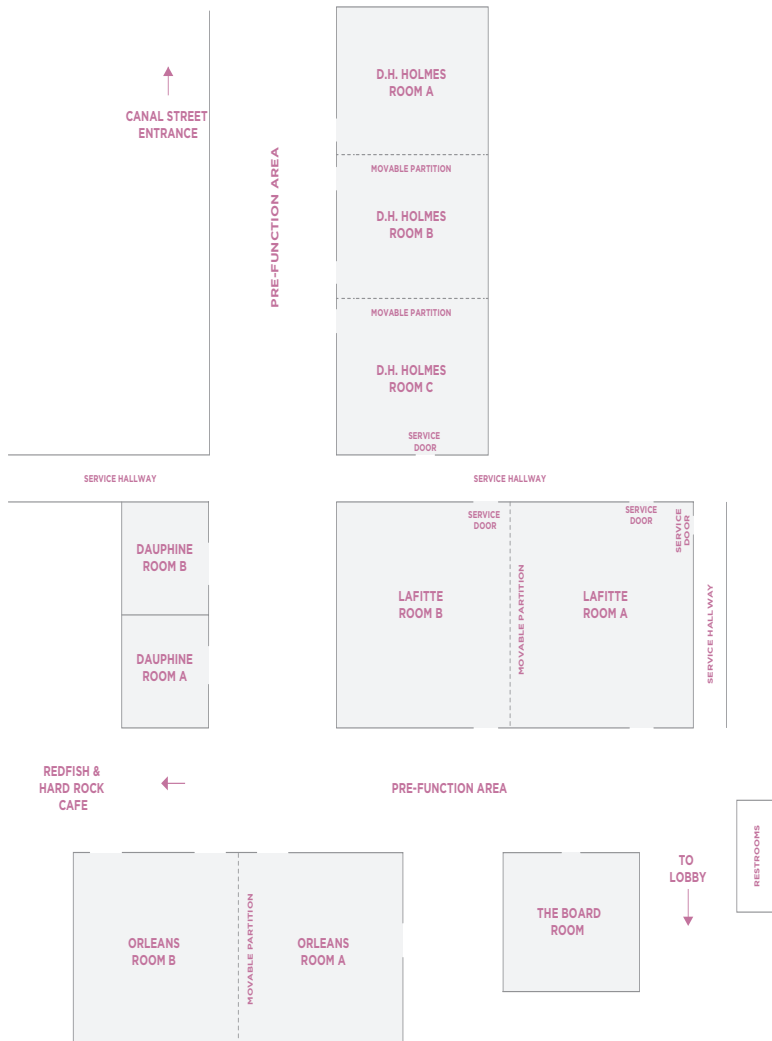 D.H. HOLMES
ROOM A
CANAL STREET
ENTRANCE
PRE-FUNCTION AREA
MOVABLE PARTITION
D.H. HOLMES
ROOM B
MOVABLE PARTITION
D.H. HOLMES
ROOM C
SERVICE
DOOR
SERVICE HALLWAY
SERVICE HALLWAY
SERVICE
DOOR
SERVICE
DOOR
SERVICE
DOOR
DAUPHINE
ROOM B
LAFITTE
ROOM B
MOVABLE PARTITION
LAFITTE
ROOM A
SERVICE HALLWAY
DAUPHINE
ROOM A
REDFISH &
HARD ROCK
CAFE
PRE-FUNCTION AREA
RESTROOMS
TO
LOBBY
ORLEANS
ROOM B
MOVABLE PARTITION
ORLEANS
ROOM A
THE BOARD
ROOM